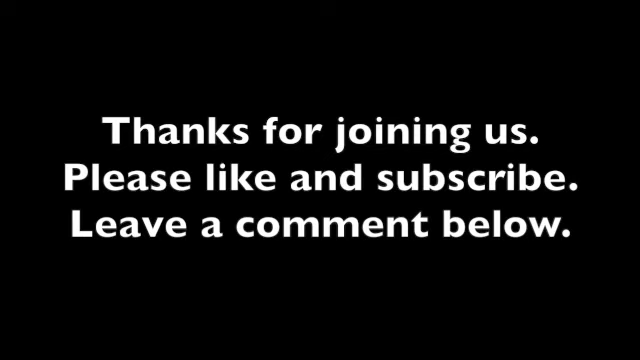 Thanks for joining us.
Please like and subscribe.
Leave a comment below.